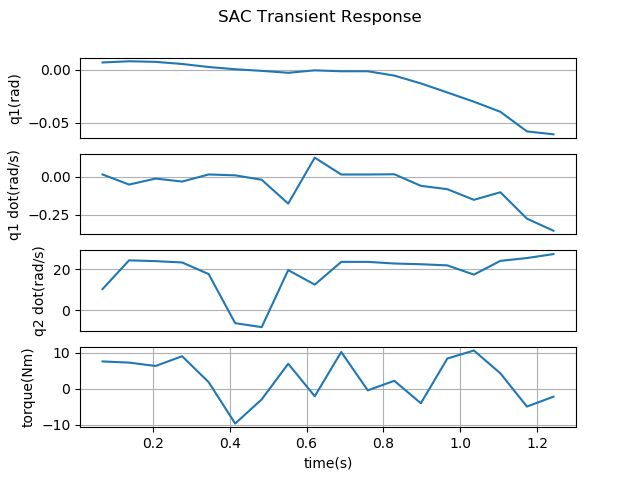 SAC Transient Response
q1(rad)
0.00
−0.05
q1 dot(rad/s)
0.00
−0.25
q2 dot(rad/s)
20
0
torque(Nm)
10
0
−10
0.2 0.4 0.6 0.8 1.0 1.2
time(s)